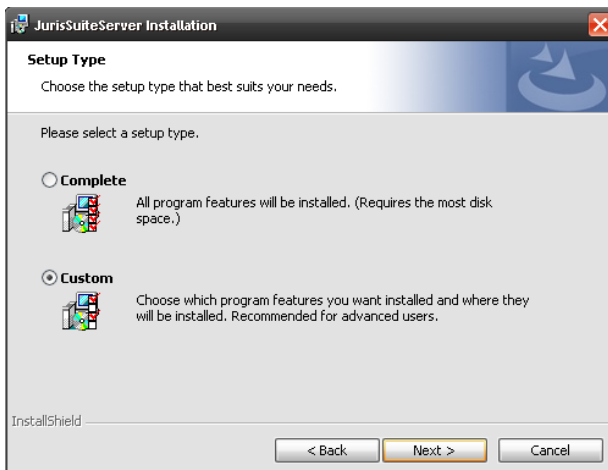 JurisSuiteServer Installation
Setup Type
Choose the setup type that best suits your needs.
Please select a setup type.
Complete
All program features will be installed. (Requires the most disk
space.)
Custom
Choose which program features you want installed and where they
will be installed. Recommended for advanced users.
InstallShield
< Back
Next >
Cancel